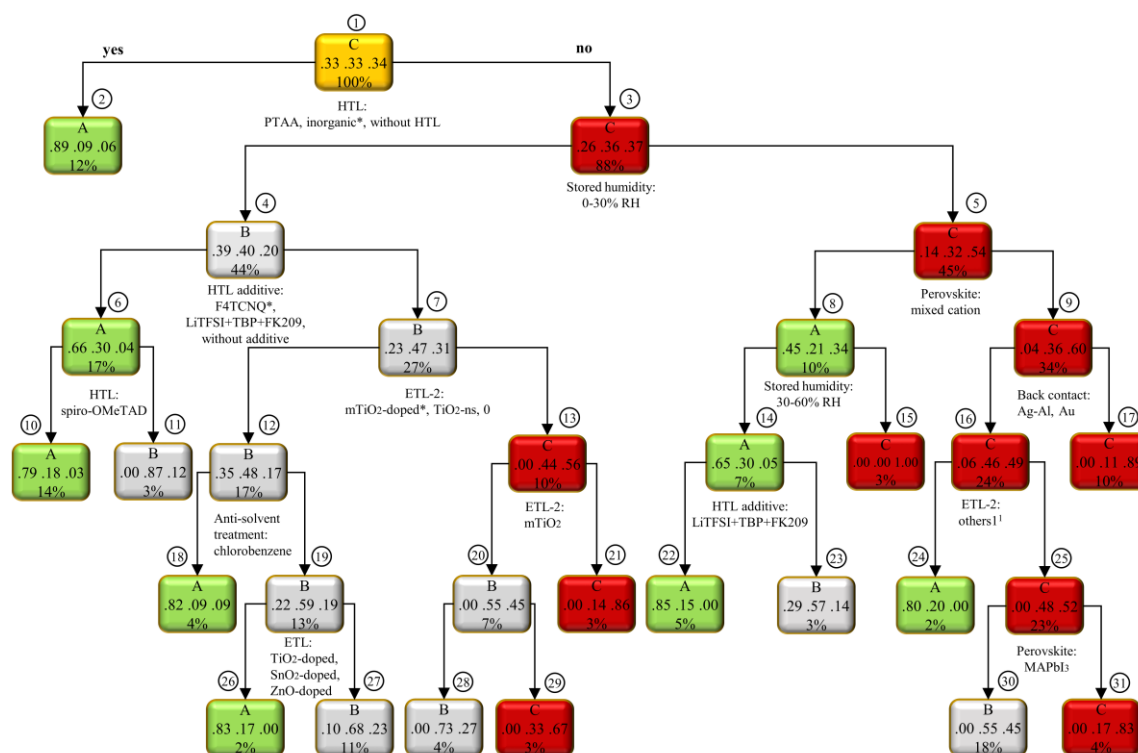 ①
yes
C
no
.33 .33 .34
100%
②
HTL:
PTAA, inorganic*, without HTL
③
A
.89 .09 .06
12%
C
.26 .36 .37
88%
Stored humidity:
0-30% RH
④
B
.39 .40 .20
44%
HTL additive:
F4TCNQ*,
LiTFSI+TBP+FK209,
without additive
⑤
C
.14 .32 .54
45%
Perovskite:
mixed cation
⑥
A
.66 .30 .04
17%
HTL:
spiro-OMeTAD
⑦
B
.23 .47 .31
27%
ETL-2:
mTiO2-doped*, TiO2-ns, 0
⑧
A
.45 .21 .34
10%
Stored humidity:
30-60% RH
⑨
C
.04 .36 .60
34%
Back contact:
Ag-Al, Au
⑩
A
.79 .18 .03
14%
⑪
B
.00 .87 .12
3%
⑫
B
.35 .48 .17
17%
Anti-solvent
treatment:
chlorobenzene
⑬
C
.00 .44 .56
10%
ETL-2:
mTiO2
⑭
A
.65 .30 .05
7%
HTL additive:
LiTFSI+TBP+FK209
⑮
C
.00 .00 1.00
3%
⑯
C
.06 .46 .49
24%
ETL-2:
others1¹
⑰
C
.00 .11 .89
10%
⑱
A
.82 .09 .09
4%
⑲
B
.22 .59 .19
13%
ETL:
TiO2-doped,
SnO2-doped,
ZnO-doped
⑳
B
.00 .55 .45
7%
㉑
C
.00 .14 .86
3%
㉒
A
.85 .15 .00
5%
㉓
B
.29 .57 .14
3%
㉔
A
.80 .20 .00
2%
㉕
C
.00 .48 .52
23%
Perovskite:
MAPbI3
㉖
A
.83 .17 .00
2%
㉗
B
.10 .68 .23
11%
㉘
B
.00 .73 .27
4%
㉙
C
.00 .33 .67
3%
㉚
B
.00 .55 .45
18%
㉛
C
.00 .17 .83
4%